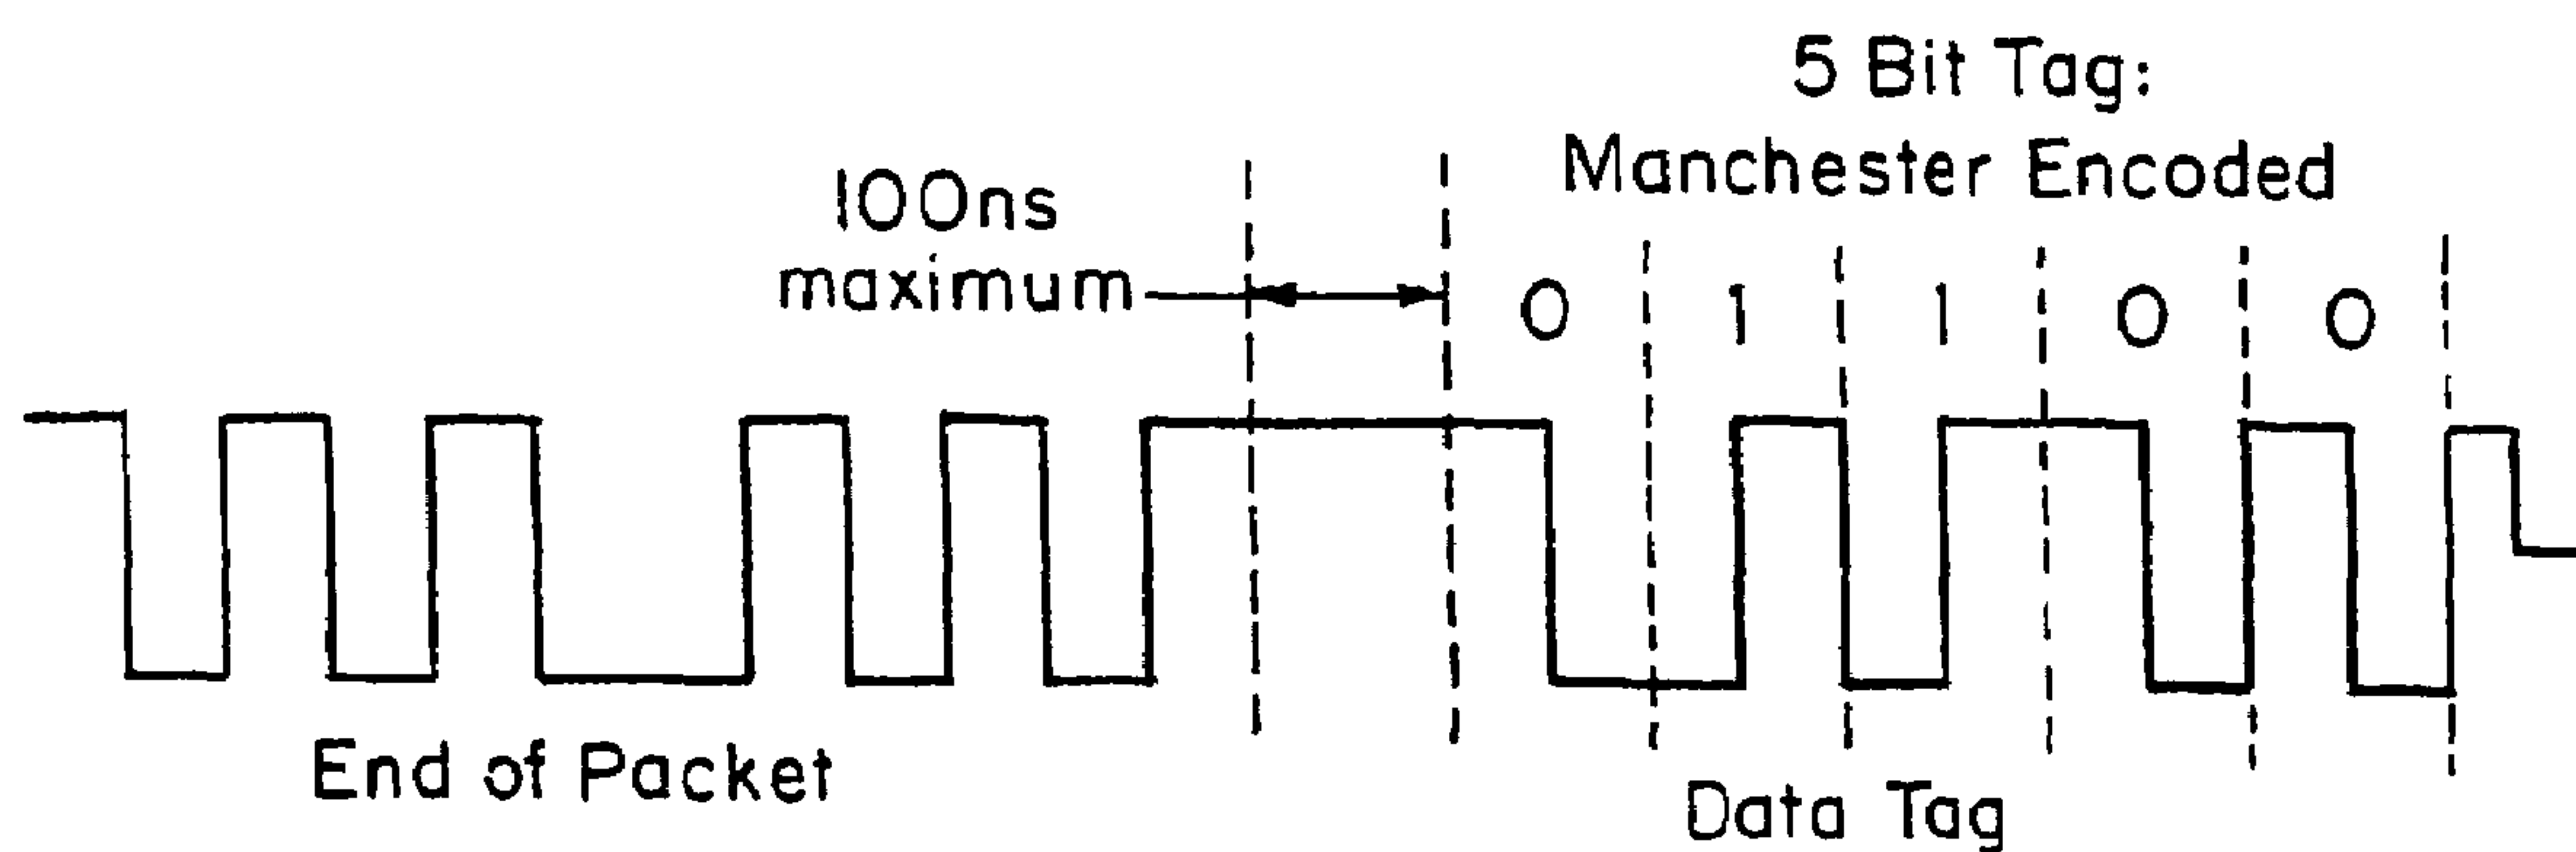 5 Bit Tag:
Manchester Encoded
100ns
maximum
0 1 1 0 0
End of Packet
Data Tag